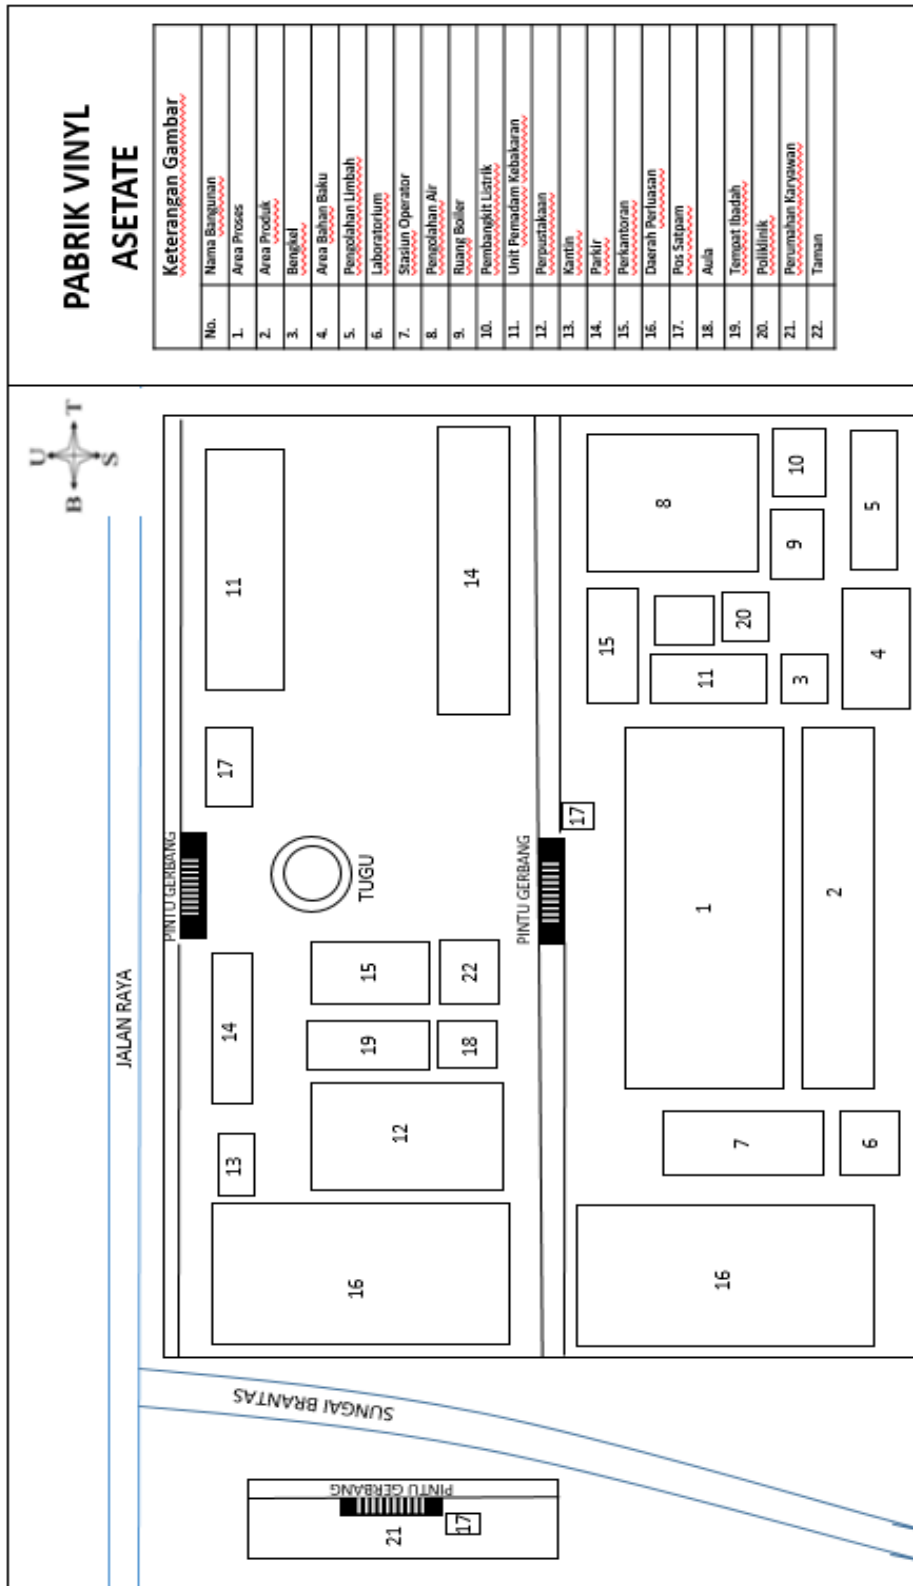 PABRIK VINYL
ASETATE
Keterangan Gambar
No. Nama Bangunan
1. Area Proses
2. Area Produk
3. Bengkel
4. Area Bahan Baku
5. Pengolahan Limbah
6. Laboratorium
7. Stasiun Operator
8. Pengolahan Air
9. Ruang Boiler
10. Pembangkit Listrik
11. Unit Pemadam Kebakaran
12. Perpustakaan
13. Kantin
14. Parkir
15. Perkantoran
16. Daerah Perluasan
17. Pos Satpam
18. Aula
19. Tempat Ibadah
20. Poliklinik
21. Perumahan Karyawan
22. Taman
U
B
T
S
JALAN RAYA
PINTU GERBANG
13
14
17
11
SUNGAI BRANTAS
16
12
19
15
TUGU
18
22
14
PINTU GERBANG
21
17
PINTU GERBANG
17
15
8
16
7
1
11
20
9
10
3
6
2
4
5